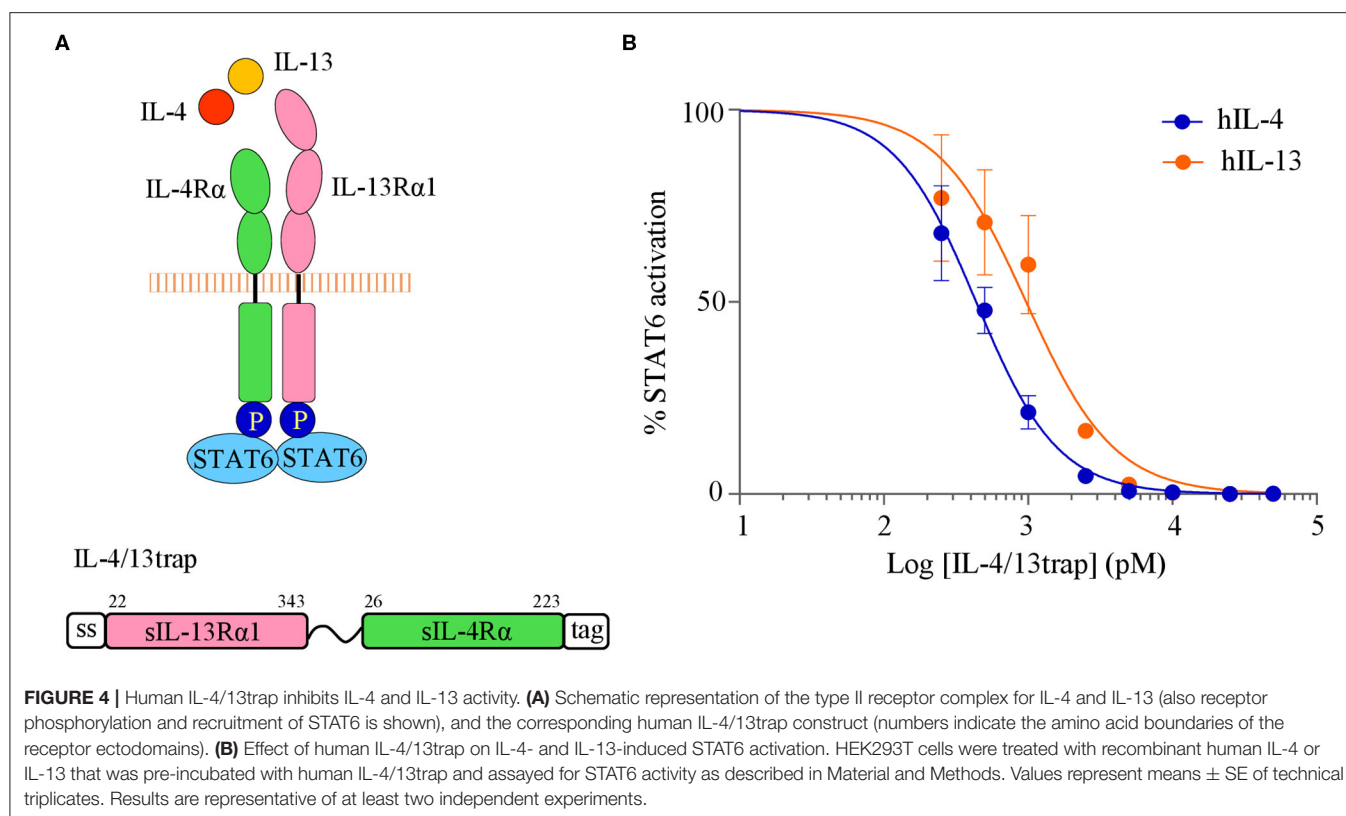 A
IL-13
IL-4
IL-4Rα
IL-13Rα1
P
P
STAT6
STAT6
IL-4/13trap
22
343
26
223
ss
sIL-13Rα1
sIL-4Rα
tag
B
100
50
0
% STAT6 activation
hIL-4
hIL-13
1
2
3
4
5
Log [IL-4/13trap] (pM)
FIGURE 4 | Human IL-4/13trap inhibits IL-4 and IL-13 activity. (A) Schematic representation of the type II receptor complex for IL-4 and IL-13 (also receptor
phosphorylation and recruitment of STAT6 is shown), and the corresponding human IL-4/13trap construct (numbers indicate the amino acid boundaries of the
receptor ectodomains). (B) Effect of human IL-4/13trap on IL-4- and IL-13-induced STAT6 activation. HEK293T cells were treated with recombinant human IL-4 or
IL-13 that was pre-incubated with human IL-4/13trap and assayed for STAT6 activity as described in Material and Methods. Values represent means ± SE of technical
triplicates. Results are representative of at least two independent experiments.